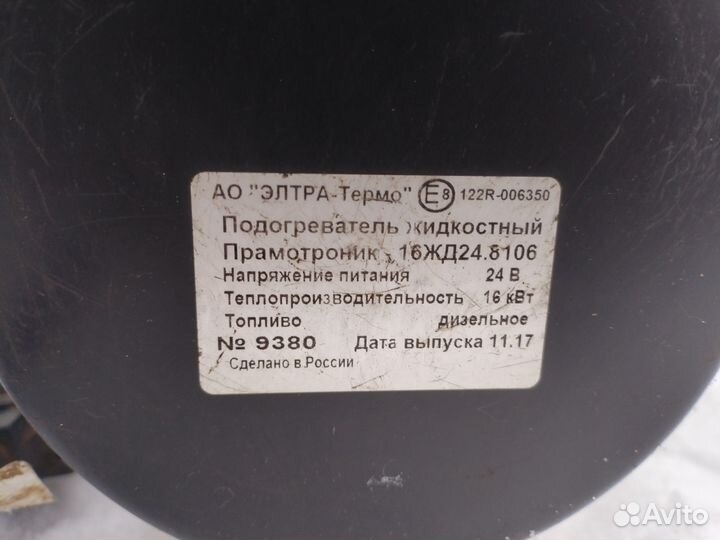 АО "ЭЛТРА-Термо" E8 122R-006350
Подогреватель жидкостный
Прамотроник - 16ЖД24.8106
Напряжение питания 24 В
Теплопроизводительность 16 кВт
Топливо дизельное
№ 9380 Дата выпуска 11.17
Сделано в России
Avito